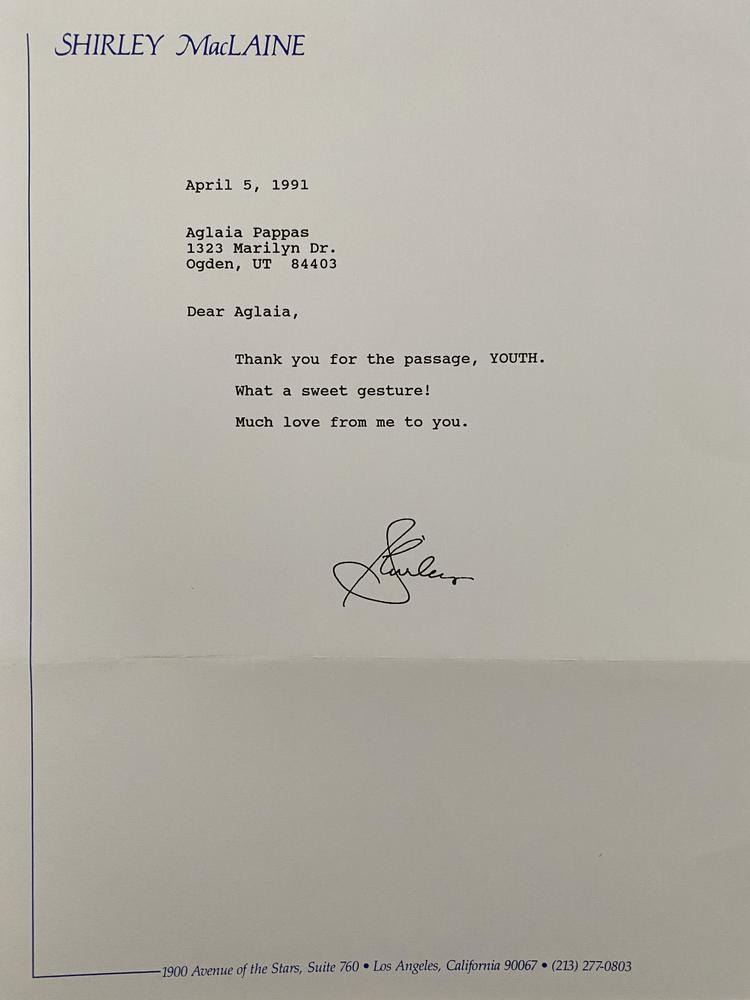 SHIRLEY MacLAINE
April 5, 1991
Aglaia Pappas
1323 Marilyn Dr.
Ogden, UT  84403
Dear Aglaia,
Thank you for the passage, YOUTH.
What a sweet gesture!
Much love from me to you.
Shirley
1900 Avenue of the Stars, Suite 760 • Los Angeles, California 90067 • (213) 277-0803